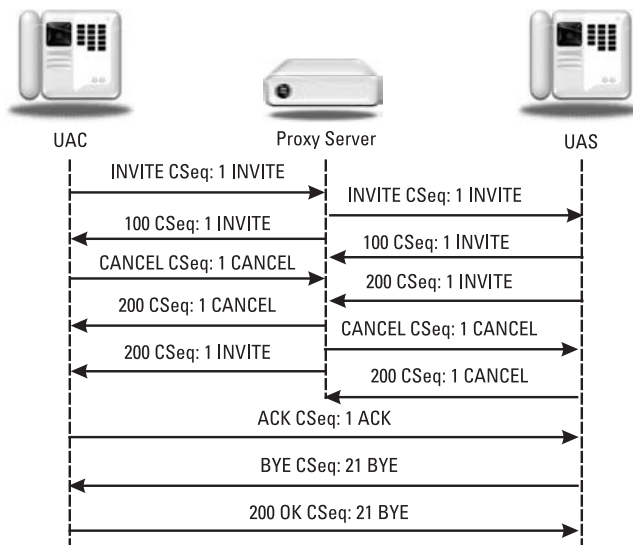 UAC
Proxy Server
UAS
INVITE CSeq: 1 INVITE
INVITE CSeq: 1 INVITE
100 CSeq: 1 INVITE
100 CSeq: 1 INVITE
CANCEL CSeq: 1 CANCEL
200 CSeq: 1 INVITE
200 CSeq: 1 CANCEL
CANCEL CSeq: 1 CANCEL
200 CSeq: 1 INVITE
200 CSeq: 1 CANCEL
ACK CSeq: 1 ACK
BYE CSeq: 21 BYE
200 OK CSeq: 21 BYE